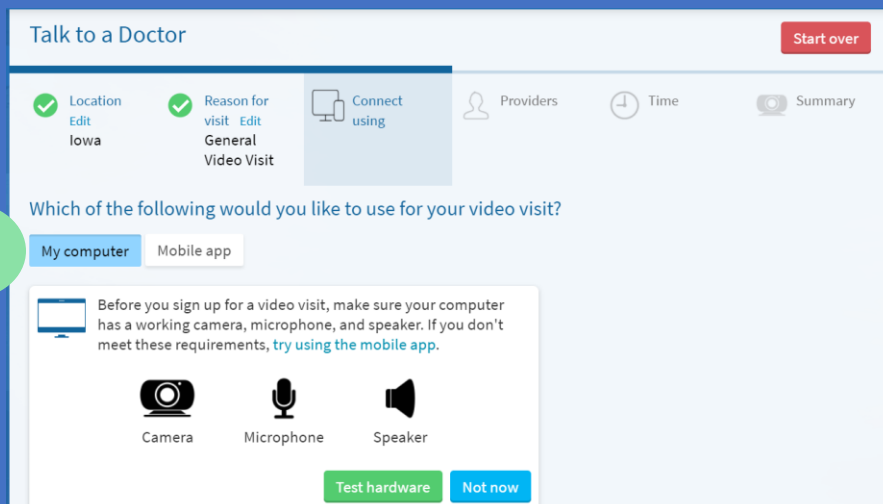 Talk to a Doctor
Start over
Location
Edit
Iowa
Reason for
visit Edit
General
Video Visit
Connect
using
Providers
Time
Summary
Which of the following would you like to use for your video visit?
My computer
Mobile app
Before you sign up for a video visit, make sure your computer
has a working camera, microphone, and speaker. If you don't
meet these requirements, try using the mobile app.
Camera
Microphone
Speaker
Test hardware
Not now